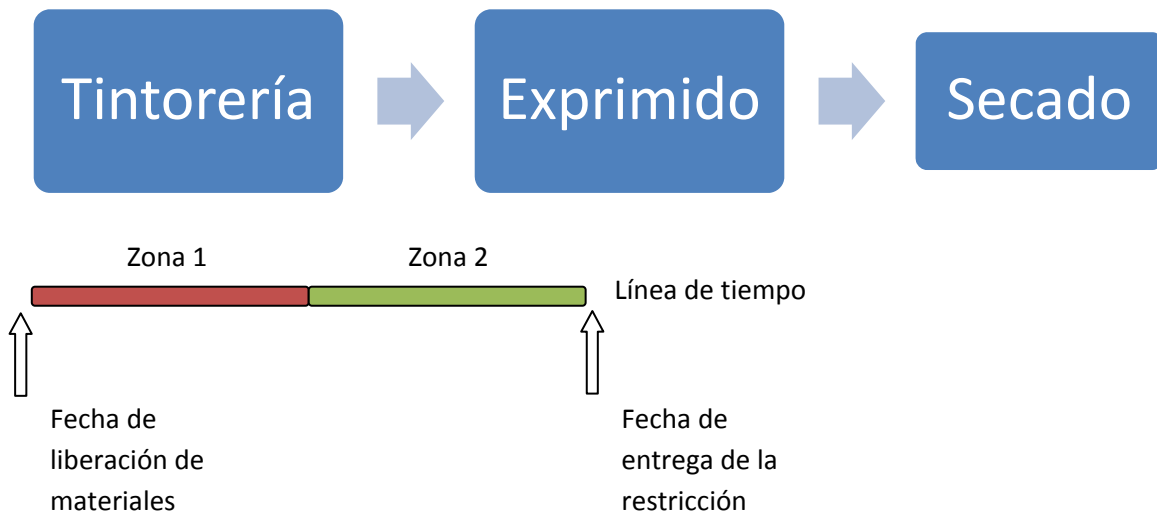 Tintorería
Exprimido
Secado
Zona 1
Zona 2
Línea de tiempo
Fecha de
liberación de
materiales
Fecha de
entrega de la
restricción